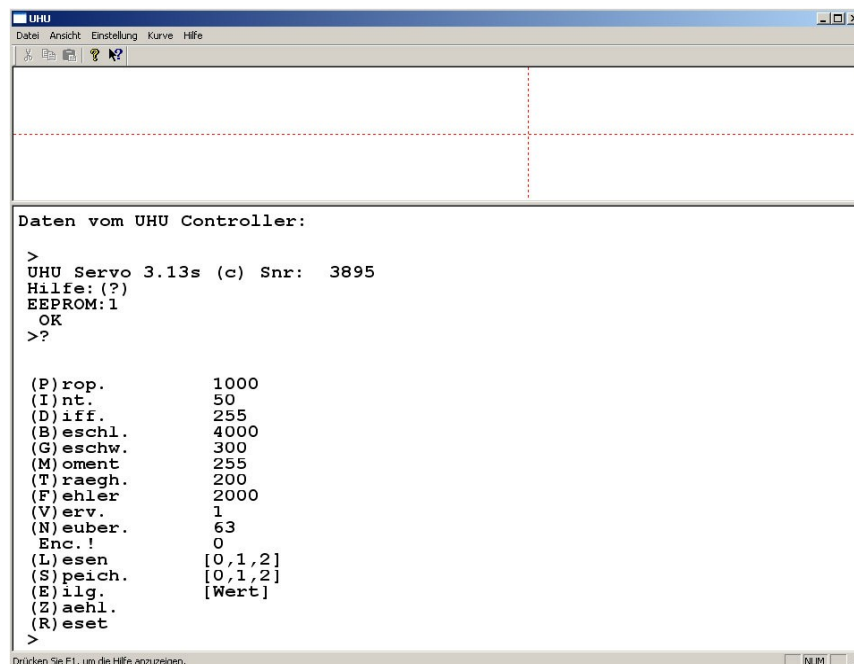 UHU
Datei Ansicht Einstellung Kurve Hilfe
Daten vom UHU Controller:
>
UHU Servo 3.13s (c) Snr: 3895
Hilfe:(?)
EEPROM:1
OK
>?
(P)rop. 1000
(I)nt. 50
(D)iff. 255
(B)eschl. 4000
(G)eschw. 300
(M)oment 255
(T)raegh. 200
(F)ehler 2000
(V)erv. 1
(N)euber. 63
Enc.! 0
(L)esen [0,1,2]
(S)peich. [0,1,2]
(E)ilg. [Wert]
(Z)aehl.
(R)eset
>
Drücken Sie F1, um die Hilfe anzuzeigen. NUM